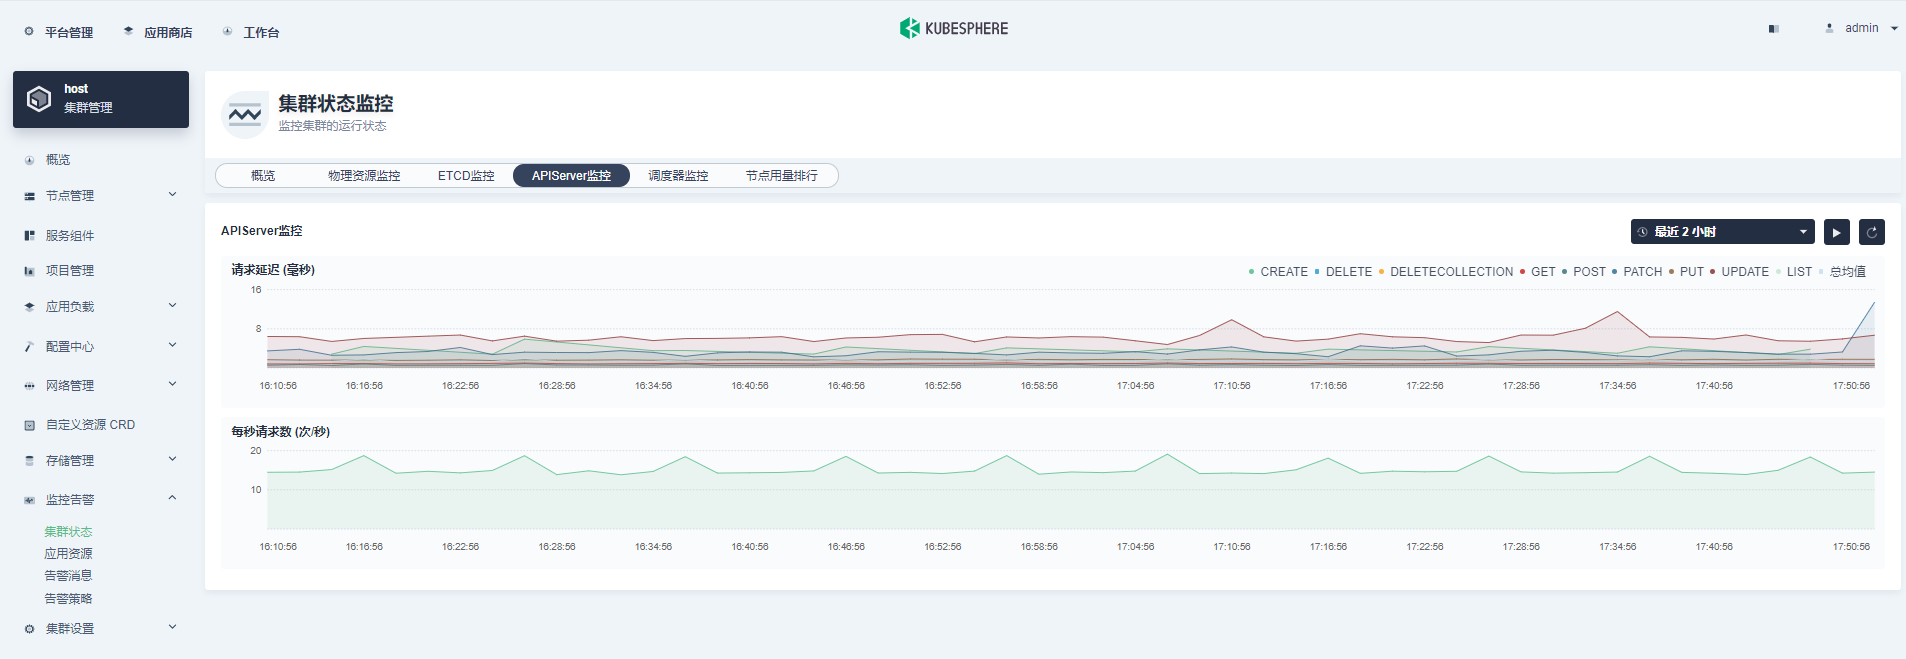 平台管理 应用商店 工作台
KUBESPHERE
admin
host
集群管理
概览
节点管理
服务组件
项目管理
应用负载
配置中心
网络管理
自定义资源 CRD
存储管理
监控告警
集群状态
应用资源
告警消息
告警策略
集群设置
集群状态监控
监控集群的运行状态
概览 物理资源监控 ETCD监控 APIServer监控 调度器监控 节点用量排行
APIServer监控
最近 2 小时
请求延迟 (毫秒)
CREATE DELETE DELETECOLLECTION GET POST PATCH PUT UPDATE LIST 总均值
16
8
16:10:56 16:16:56 16:22:56 16:28:56 16:34:56 16:40:56 16:46:56 16:52:56 16:58:56 17:04:56 17:10:56 17:16:56 17:22:56 17:28:56 17:34:56 17:40:56 17:50:56
每秒请求数 (次/秒)
20
10
16:10:56 16:16:56 16:22:56 16:28:56 16:34:56 16:40:56 16:46:56 16:52:56 16:58:56 17:04:56 17:10:56 17:16:56 17:22:56 17:28:56 17:34:56 17:40:56 17:50:56